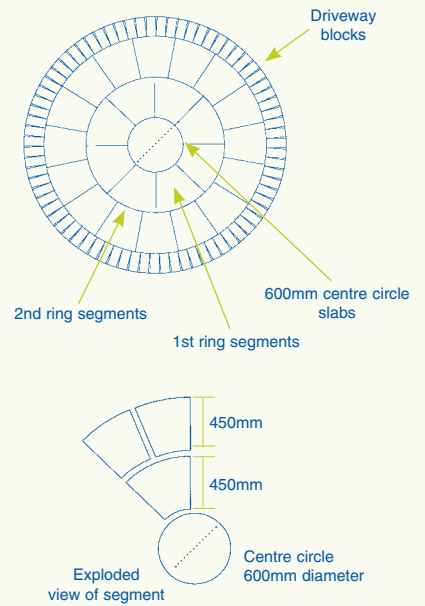 Driveway
blocks
600mm centre circle
slabs
2nd ring segments
1st ring segments
450mm
450mm
Centre circle
600mm diameter
Exploded
view of segment